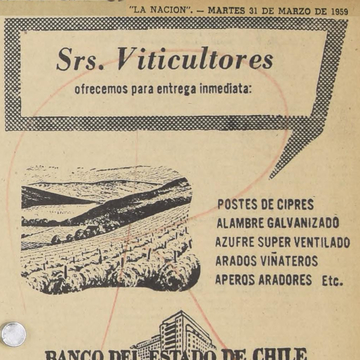 "LA NACION". — MARTES 31 DE MARZO DE 1959
Srs. Viticultores
ofrecemos para entrega inmediata:
POSTES DE CIPRES
ALAMBRE GALVANIZADO
AZUFRE SUPER VENTILADO
ARADOS VIÑATEROS
APEROS ARADORES Etc.
BANCO DEL ESTADO DE CHILE